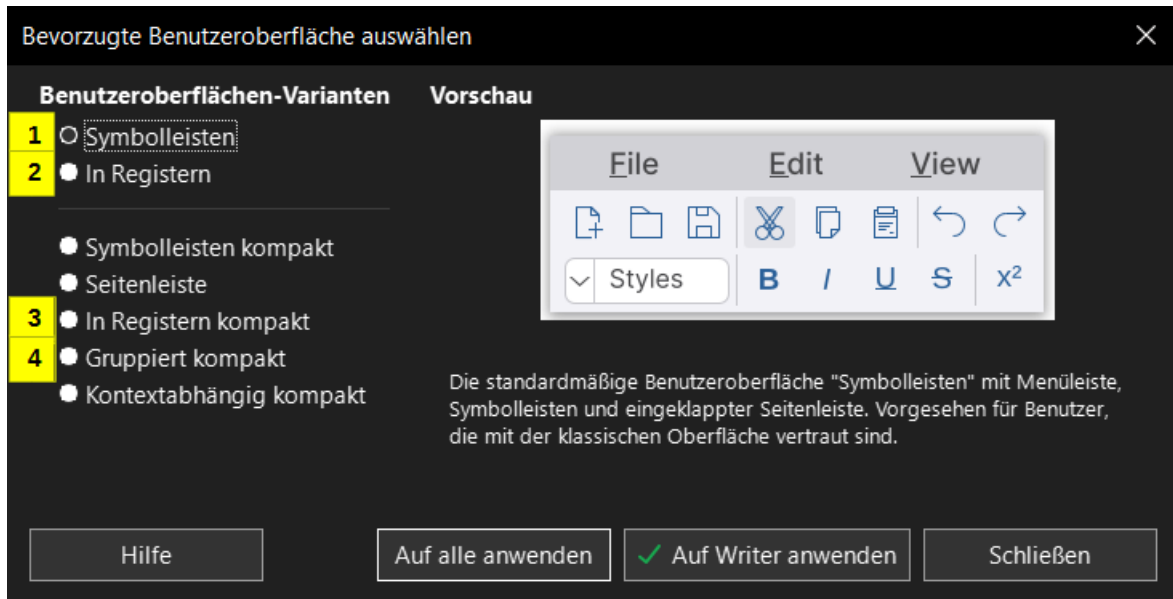 Bevorzugte Benutzeroberfläche auswählen
Benutzeroberflächen-Varianten
1 Symbolleisten
2 In Registern
Symbolleisten kompakt
Seitenleiste
3 In Registern kompakt
4 Gruppiert kompakt
Kontextabhängig kompakt
Vorschau
File Edit View
Styles B I U S x²
Die standardmäßige Benutzeroberfläche "Symbolleisten" mit Menüleiste,
Symbolleisten und eingeklappter Seitenleiste. Vorgesehen für Benutzer,
die mit der klassischen Oberfläche vertraut sind.
Hilfe Auf alle anwenden Auf Writer anwenden Schließen